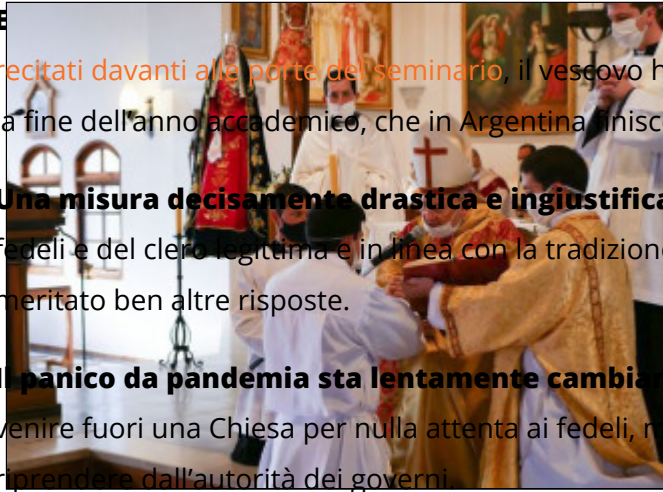 recitati davanti alle porte del seminario, il vescovo h
a fine dell'anno accademico, che in Argentina finisc
Una misura decisamente drastica e ingiustifica
fedeli e del clero legittima e in linea con la tradizione
meritato ben altre risposte.
Il panico da pandemia sta lentamente cambian
venire fuori una Chiesa per nulla attenta ai fedeli,
riprendere dall'autorità dei governi.